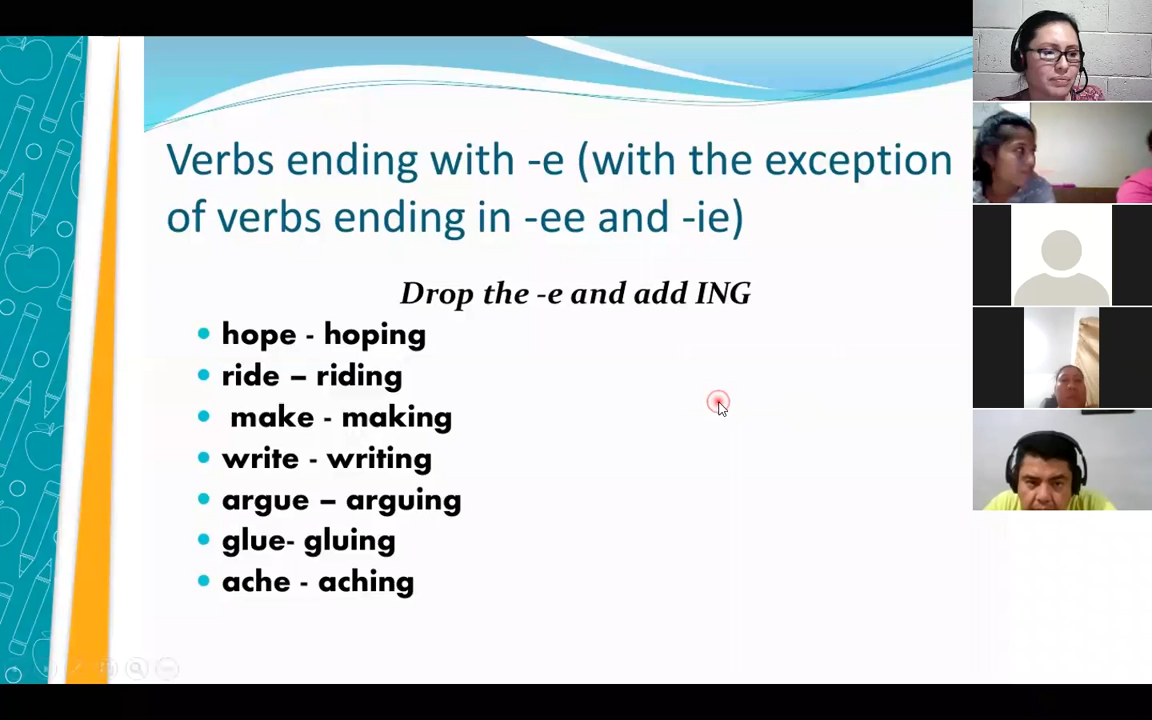 Verbs ending with -e (with the exception
of verbs ending in -ee and -ie)
Drop the -e and add ING
• hope - hoping
• ride – riding
• make - making
• write - writing
• argue – arguing
• glue- gluing
• ache - aching